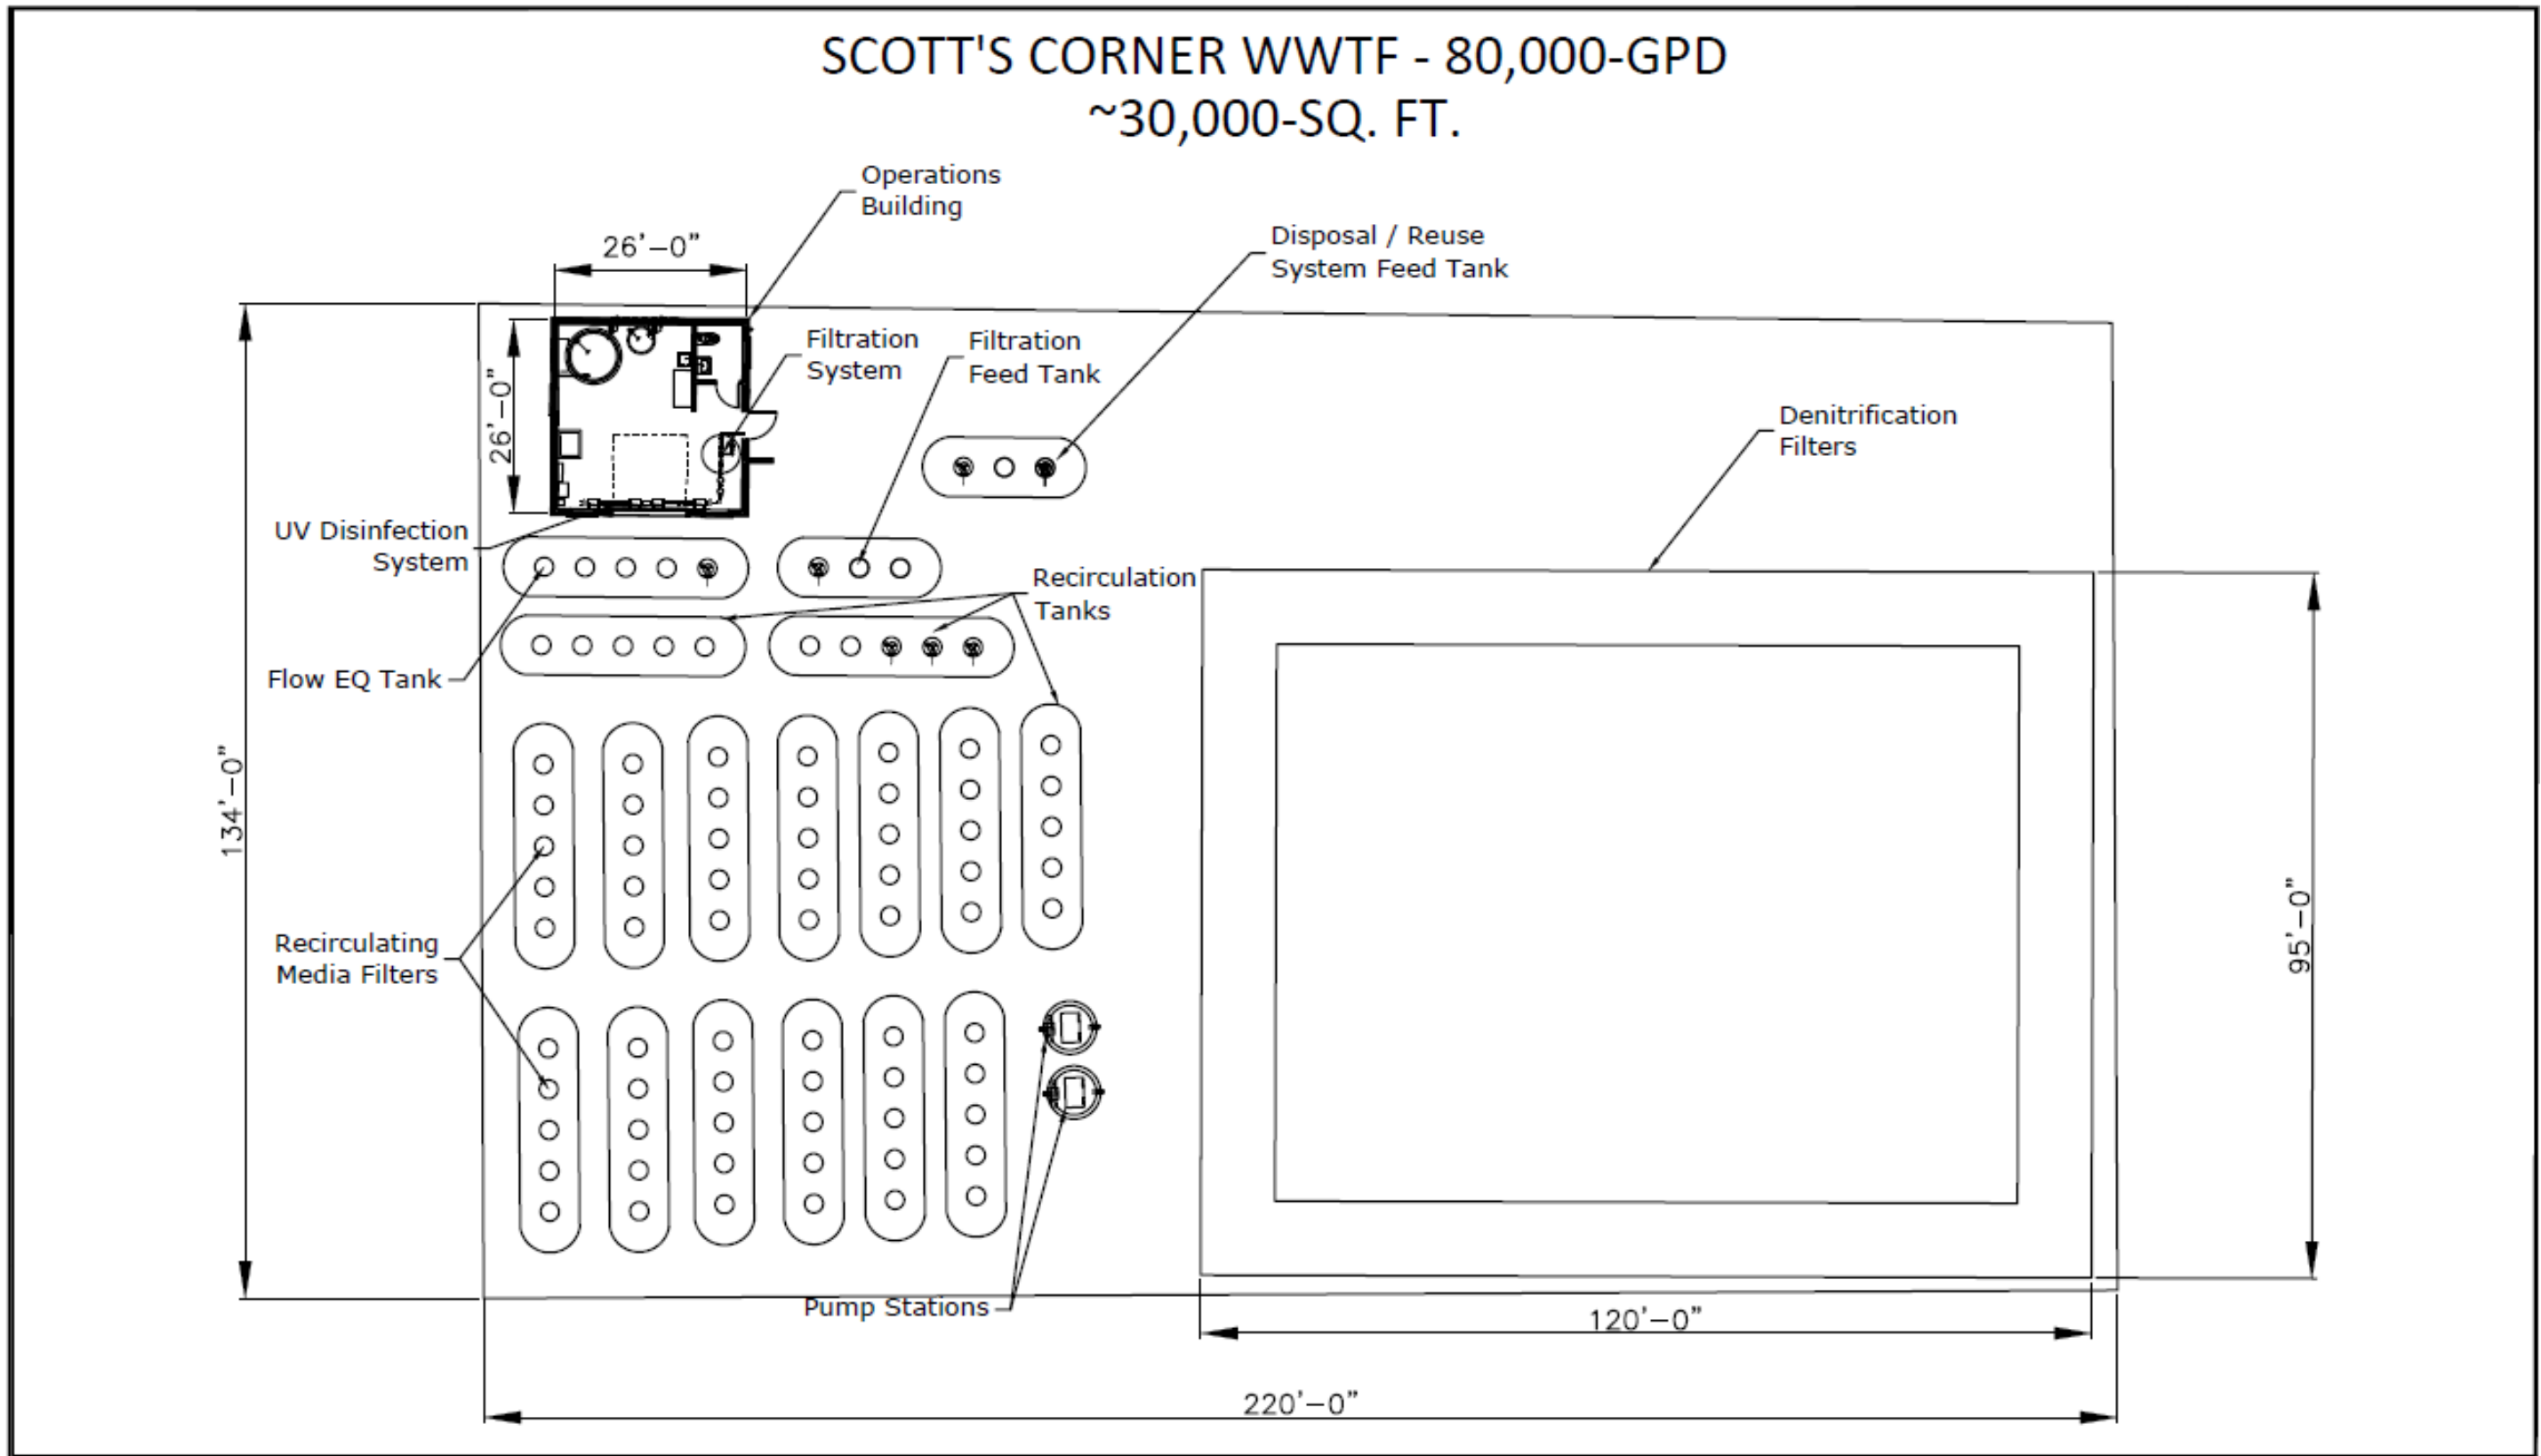 SCOTT'S CORNER WWTF - 80,000-GPD
~30,000-SQ. FT.
Operations
Building
26'-0"
Disposal / Reuse
System Feed Tank
Filtration
System
Filtration
Feed Tank
26'-0"
Denitrification
Filters
UV Disinfection
System
Recirculation
Tanks
Flow EQ Tank
134'-0"
Recirculating
Media Filters
95'-0"
Pump Stations
120'-0"
220'-0"